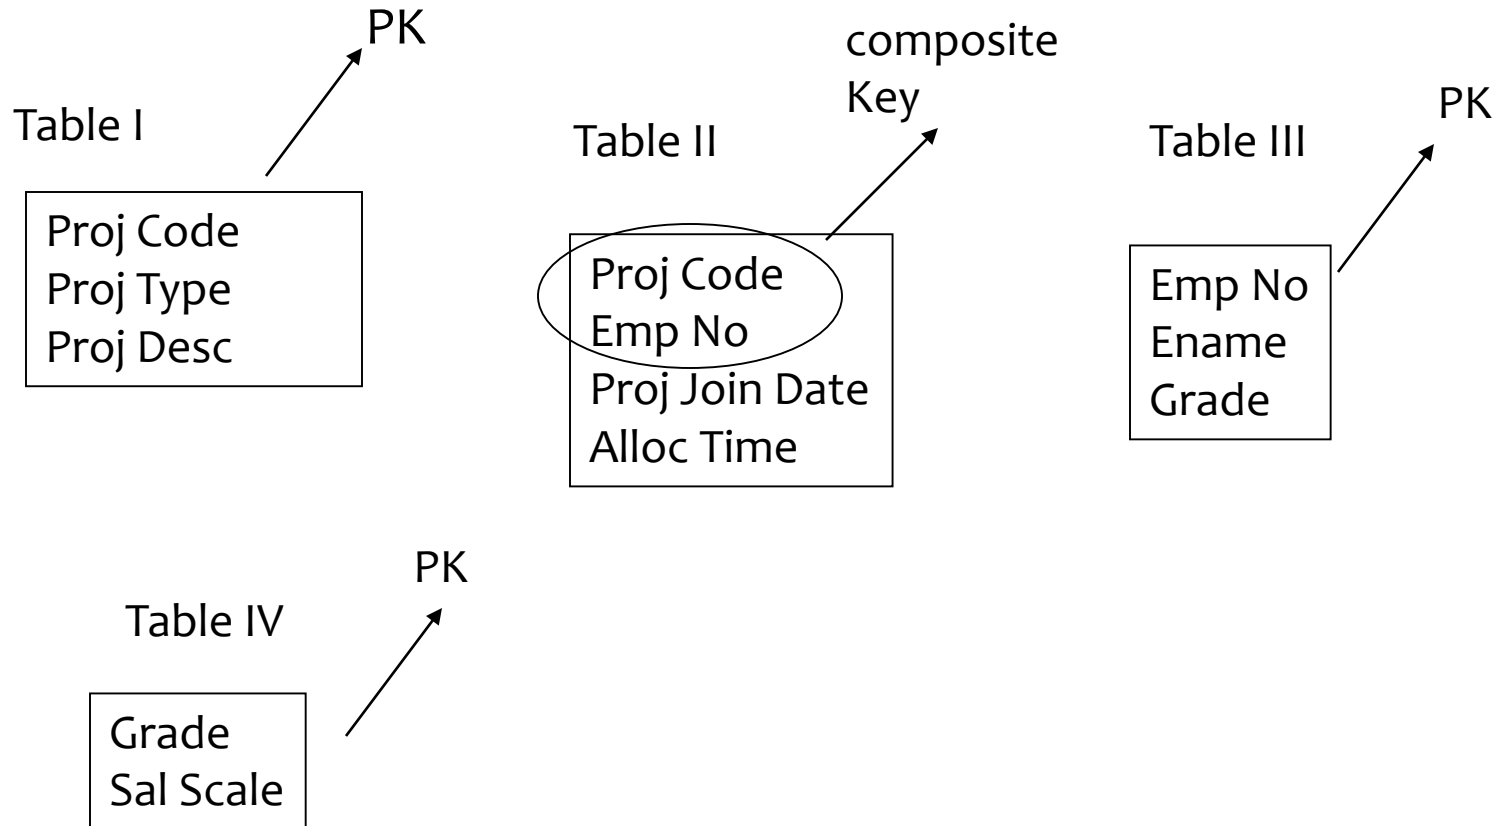 PK
Table I
Proj Code
Proj Type
Proj Desc
composite
Key
Table II
Proj Code
Emp No
Proj Join Date
Alloc Time
PK
Table III
Emp No
Ename
Grade
PK
Table IV
Grade
Sal Scale